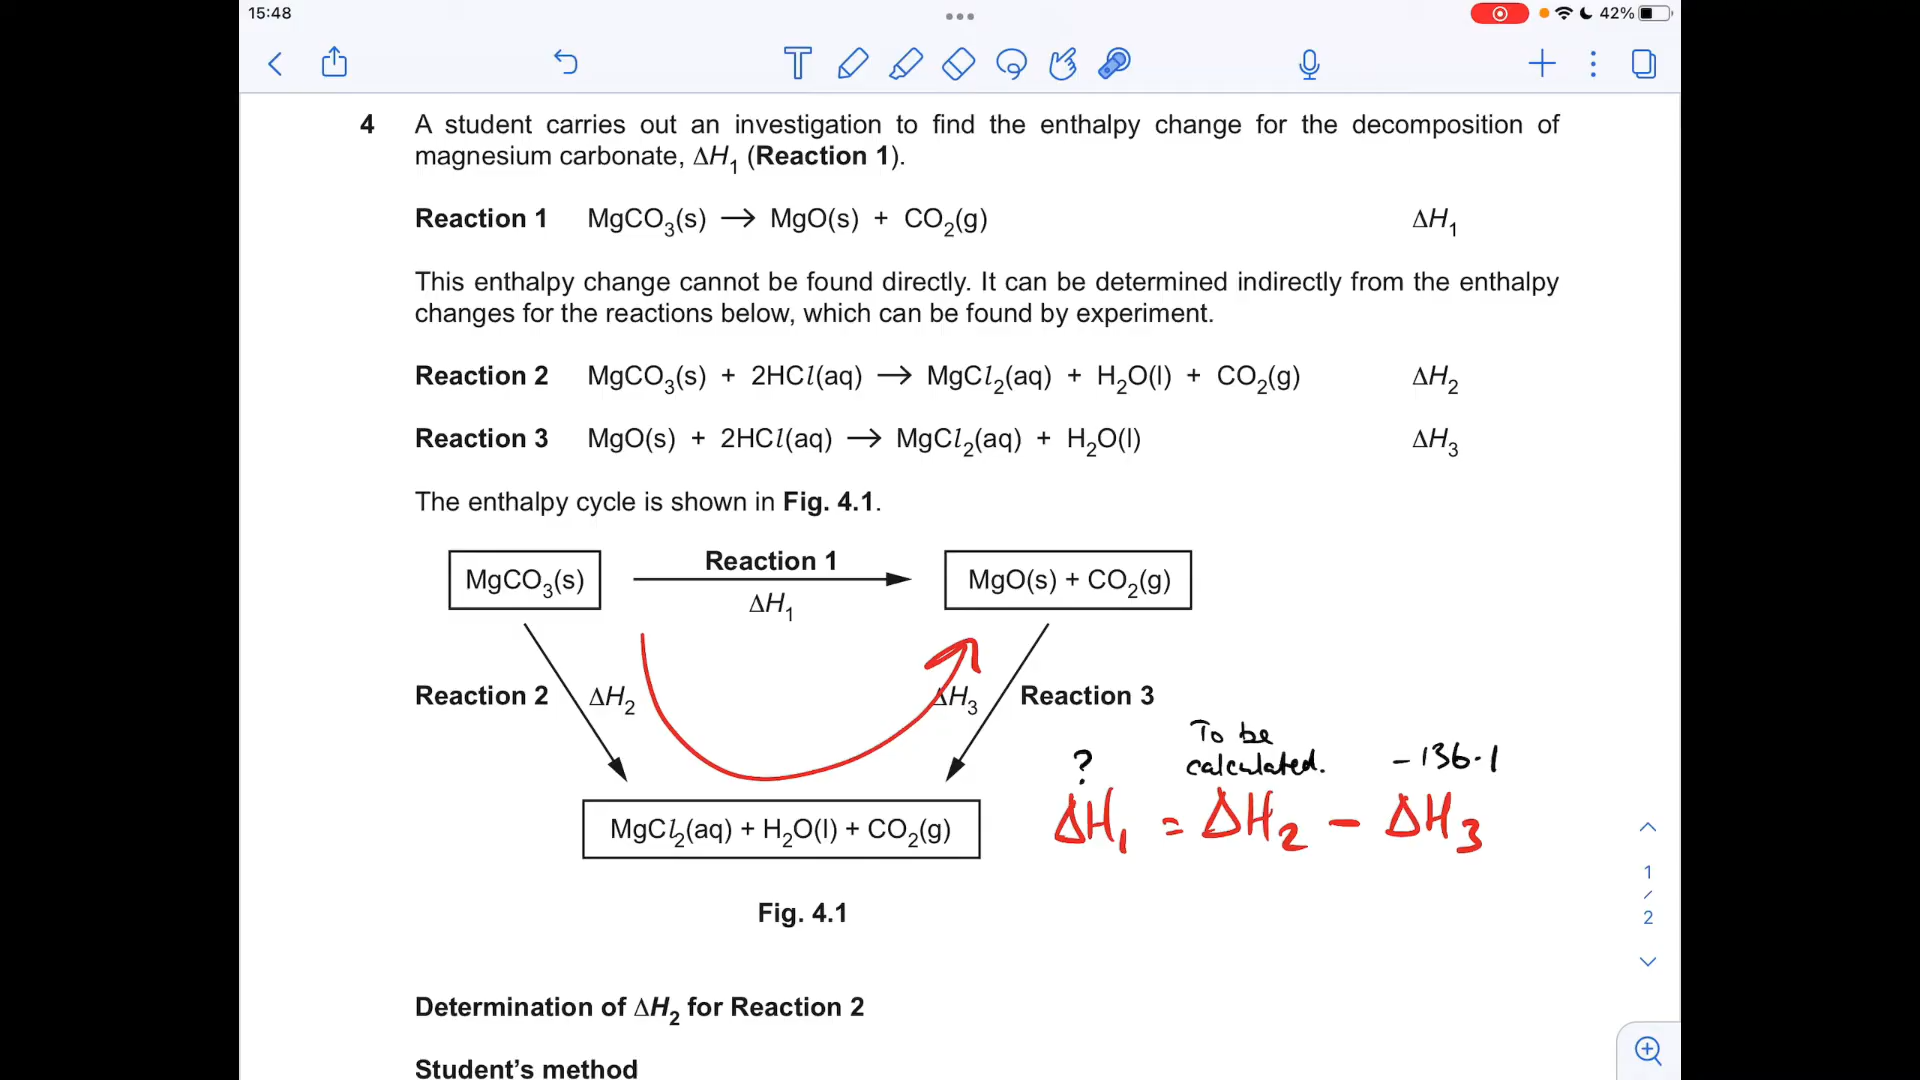 15:48
42%
4 A student carries out an investigation to find the enthalpy change for the decomposition of
magnesium carbonate, ΔH₁ (Reaction 1).
Reaction 1 MgCO₃(s) → MgO(s) + CO₂(g) ΔH₁
This enthalpy change cannot be found directly. It can be determined indirectly from the enthalpy
changes for the reactions below, which can be found by experiment.
Reaction 2 MgCO₃(s) + 2HCl(aq) → MgCl₂(aq) + H₂O(l) + CO₂(g) ΔH₂
Reaction 3 MgO(s) + 2HCl(aq) → MgCl₂(aq) + H₂O(l) ΔH₃
The enthalpy cycle is shown in Fig. 4.1.
Reaction 1
MgCO₃(s) MgO(s) + CO₂(g)
ΔH₁
Reaction 2 ΔH₂ ΔH₃ Reaction 3
To be
calculated.
? -136.1
ΔH₁ = ΔH₂ - ΔH₃
MgCl₂(aq) + H₂O(l) + CO₂(g)
1
/
2
Fig. 4.1
Determination of ΔH₂ for Reaction 2
Student's method